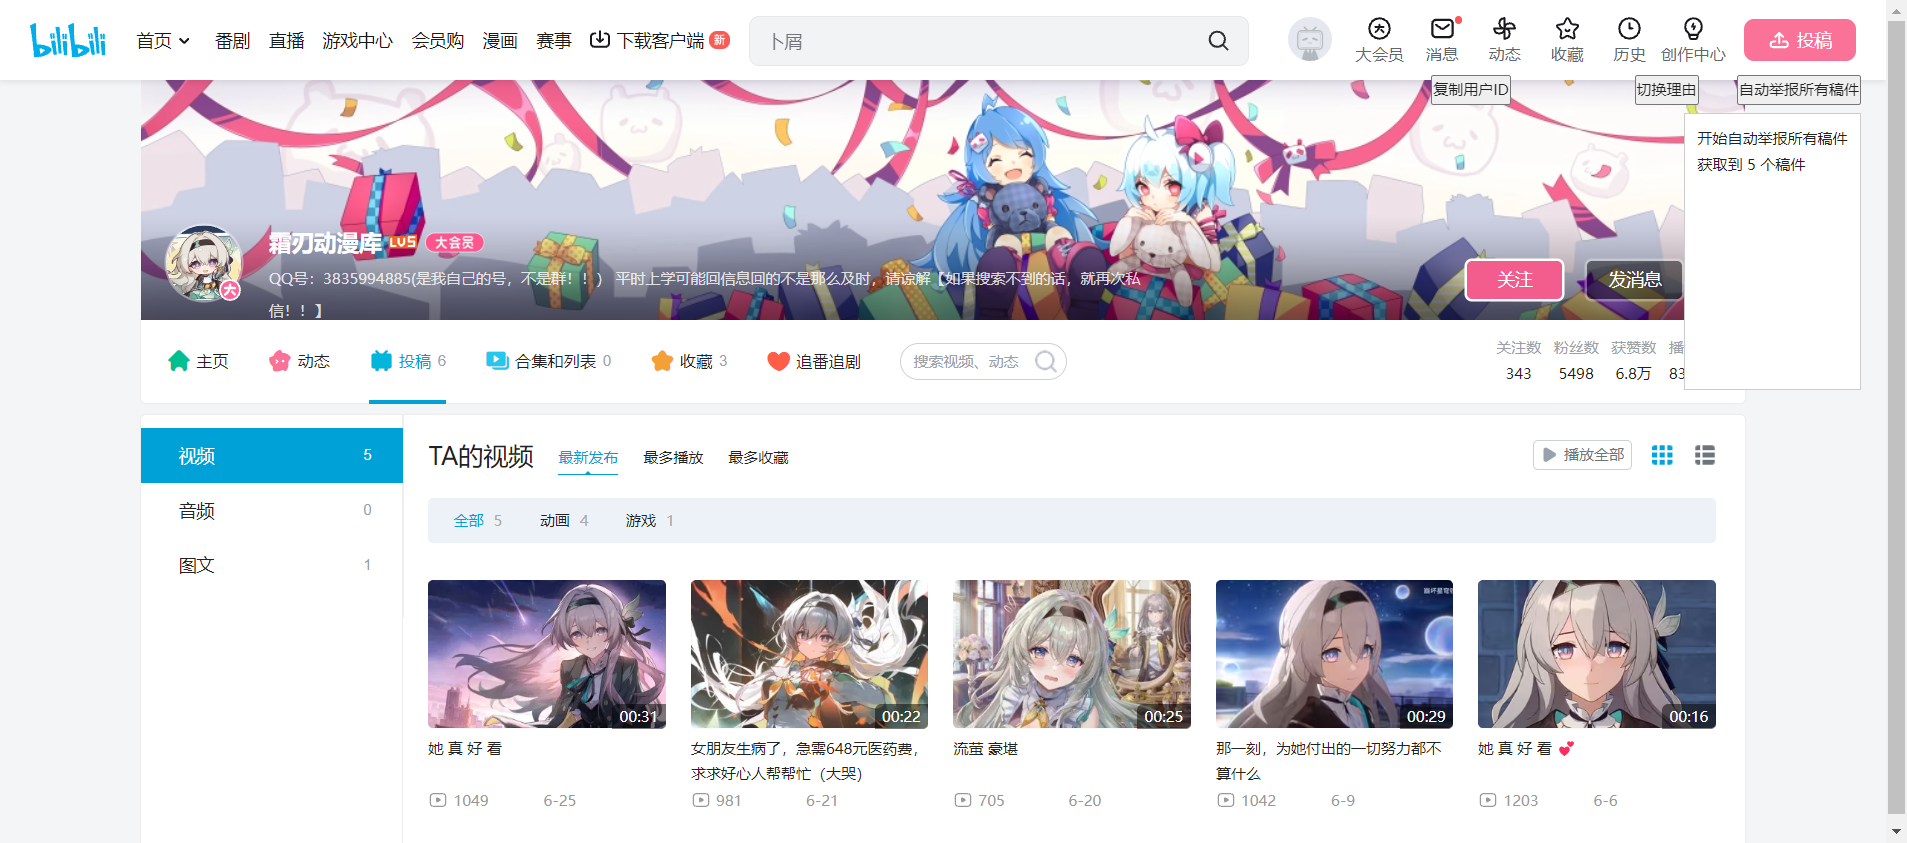 bilibili
首页
番剧
直播
游戏中心
会员购
漫画
赛事
下载客户端 新
卜屑
大会员
消息
动态
收藏
历史
创作中心
投稿
复制用户ID
切换理由
自动举报所有稿件
开始自动举报所有稿件
获取到 5 个稿件
霜刃动漫库 LV5 大会员
大
QQ号：3835994885(是我自己的号，不是群！！） 平时上学可能回信息回的不是那么及时，请谅解【如果搜索不到的话，就再次私
信！！】
关注
发消息
主页
动态
投稿 6
合集和列表 0
收藏 3
追番追剧
搜索视频、动态
关注数 粉丝数 获赞数 播
343 5498 6.8万 83
视频 5
音频 0
图文 1
TA的视频
最新发布
最多播放
最多收藏
播放全部
全部 5
动画 4
游戏 1
00:31
她 真 好 看
1049 6-25
00:22
女朋友生病了，急需648元医药费，
求求好心人帮帮忙（大哭）
981 6-21
00:25
流萤 豪堪
705 6-20
00:29
那一刻，为她付出的一切努力都不
算什么
1042 6-9
00:16
她 真 好 看 💕
1203 6-6